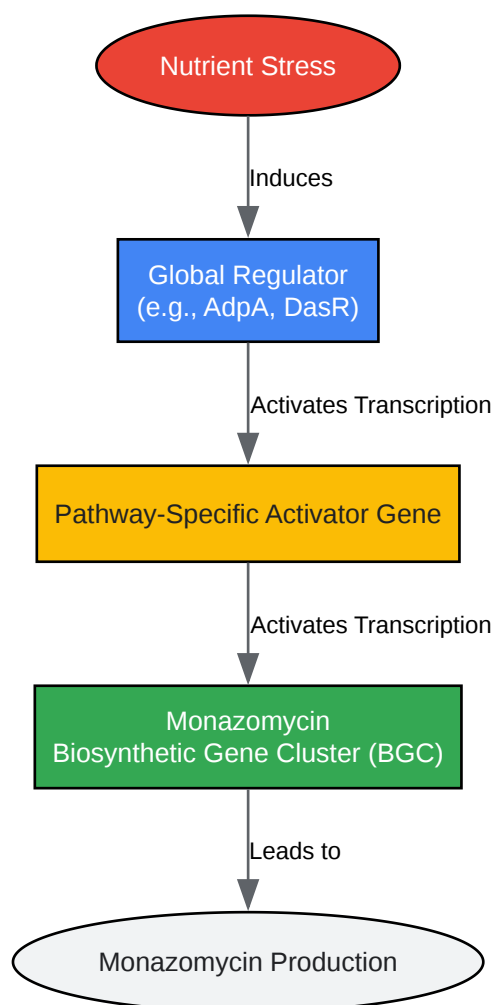 Nutrient Stress
Induces
Global Regulator
(e.g., AdpA, DasR)
Activates Transcription
Pathway-Specific Activator Gene
Activates Transcription
Monazomycin
Biosynthetic Gene Cluster (BGC)
Leads to
Monazomycin Production